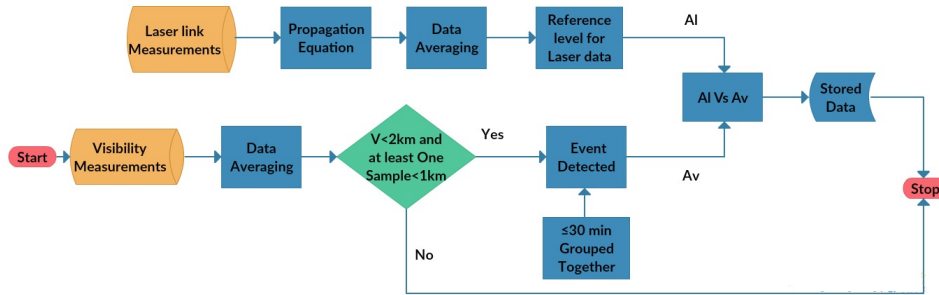 Laser link
Measurements
Propagation
Equation
Data
Averaging
Reference
level for
Laser data
Al
Al Vs Av
Stored
Data
Start
Visibility
Measurements
Data
Averaging
V<2km and
at least One
Sample<1km
Yes
Event
Detected
Av
Stop
No
≤30 min
Grouped
Together